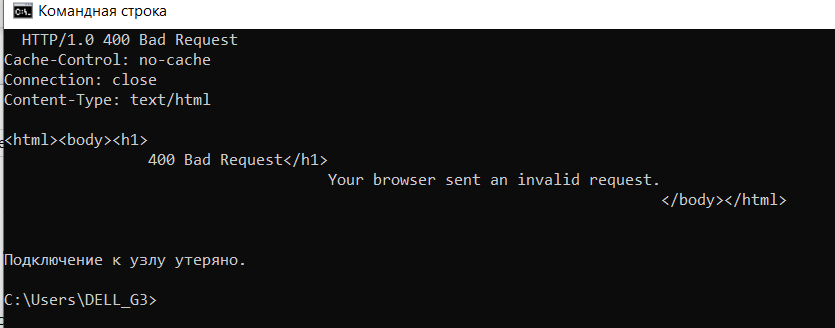 Командная строка
HTTP/1.0 400 Bad Request
Cache-Control: no-cache
Connection: close
Content-Type: text/html
<html><body><h1>
400 Bad Request</h1>
Your browser sent an invalid request.
</body></html>
Подключение к узлу утеряно.
C:\Users\DELL_G3>